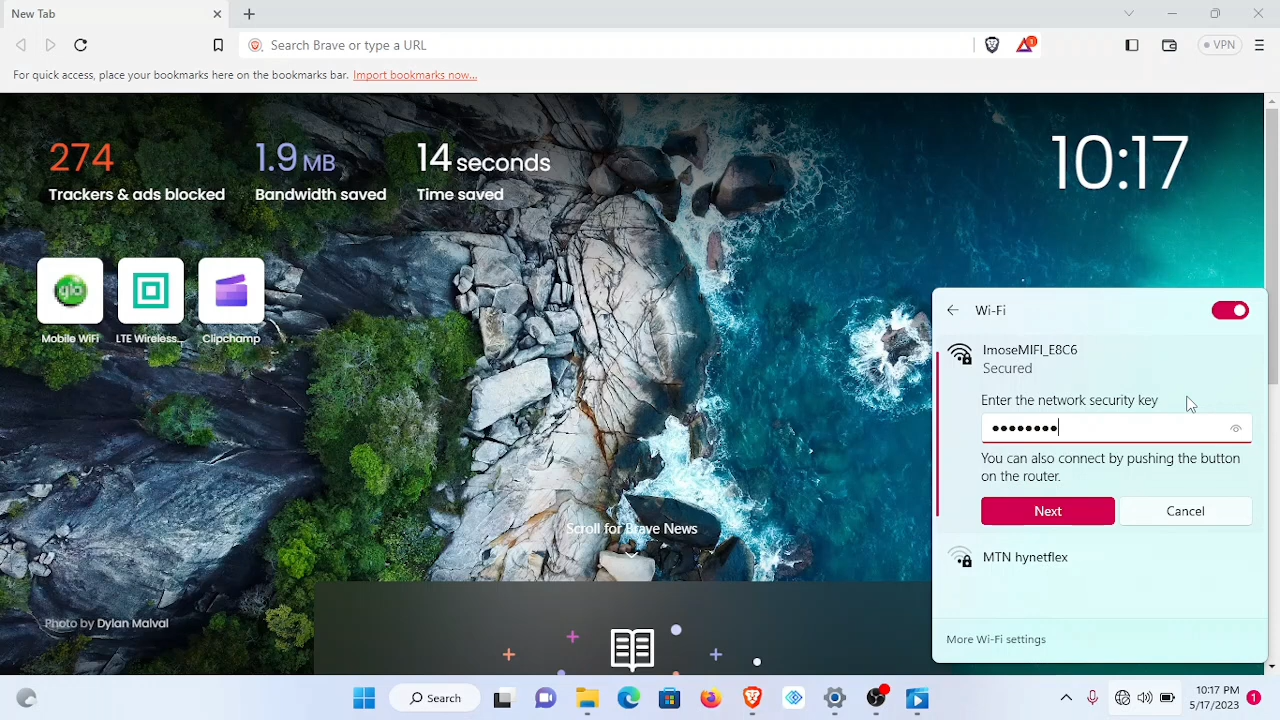 New Tab
Search Brave or type a URL
1
VPN
For quick access, place your bookmarks here on the bookmarks bar. Import bookmarks now...
274
Trackers & ads blocked
1.9 MB
Bandwidth saved
14 seconds
Time saved
10:17
Mobile WiFi
LTE Wireless...
Clipchamp
Wi-Fi
ImoseMIFI_E8C6
Secured
Enter the network security key
You can also connect by pushing the button
on the router.
Next
Cancel
MTN hynetflex
More Wi-Fi settings
Scroll for Brave News
Photo by Dylan Malval
Search
10:17 PM
5/17/2023
1